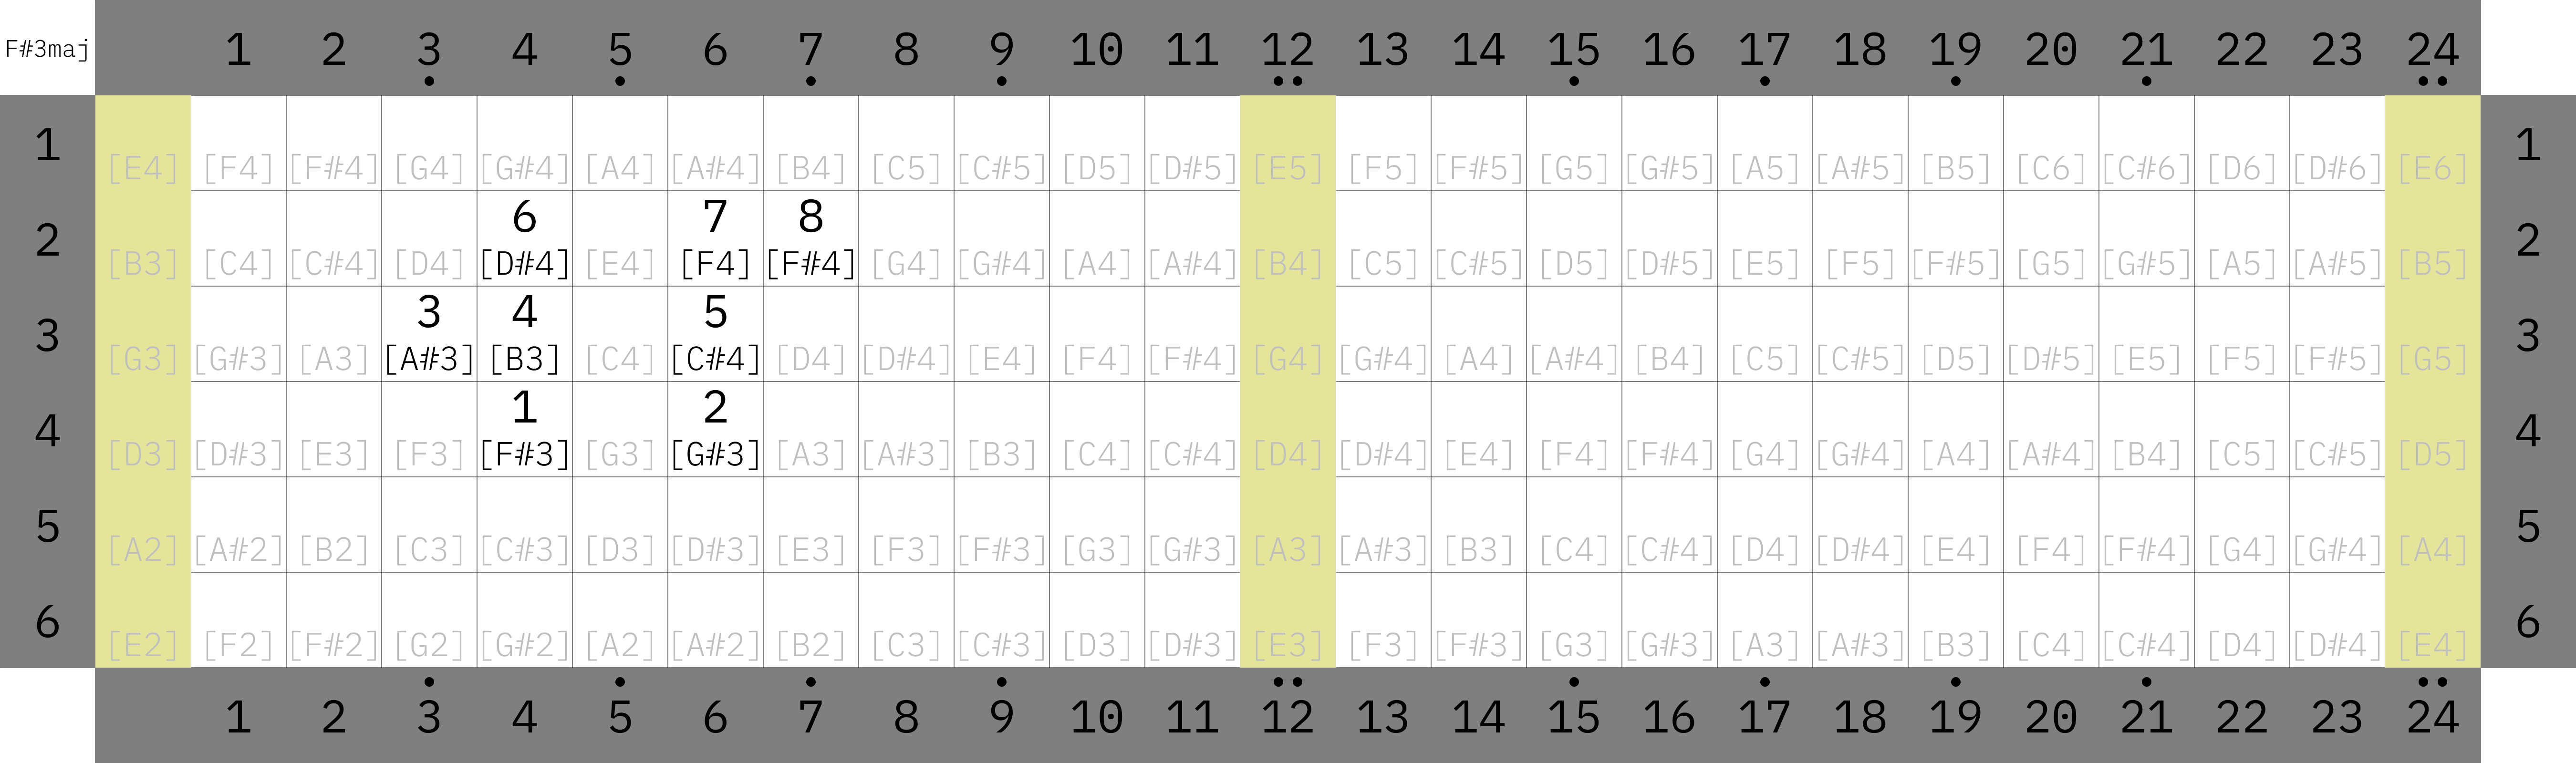 F#3maj 1 2 3 4 5 6 7 8 9 10 11 12 13 14 15 16 17 18 19 20 21 22 23 24
1 [E4] [F4] [F#4] [G4] [G#4] [A4] [A#4] [B4] [C5] [C#5] [D5] [D#5] [E5] [F5] [F#5] [G5] [G#5] [A5] [A#5] [B5] [C6] [C#6] [D6] [D#6] [E6] 1
6 7 8
2 [B3] [C4] [C#4] [D4] [D#4] [E4] [F4] [F#4] [G4] [G#4] [A4] [A#4] [B4] [C5] [C#5] [D5] [D#5] [E5] [F5] [F#5] [G5] [G#5] [A5] [A#5] [B5] 2
3 4 5
3 [G3] [G#3] [A3] [A#3] [B3] [C4] [C#4] [D4] [D#4] [E4] [F4] [F#4] [G4] [G#4] [A4] [A#4] [B4] [C5] [C#5] [D5] [D#5] [E5] [F5] [F#5] [G5] 3
1 2
4 [D3] [D#3] [E3] [F3] [F#3] [G3] [G#3] [A3] [A#3] [B3] [C4] [C#4] [D4] [D#4] [E4] [F4] [F#4] [G4] [G#4] [A4] [A#4] [B4] [C5] [C#5] [D5] 4
5 [A2] [A#2] [B2] [C3] [C#3] [D3] [D#3] [E3] [F3] [F#3] [G3] [G#3] [A3] [A#3] [B3] [C4] [C#4] [D4] [D#4] [E4] [F4] [F#4] [G4] [G#4] [A4] 5
6 [E2] [F2] [F#2] [G2] [G#2] [A2] [A#2] [B2] [C3] [C#3] [D3] [D#3] [E3] [F3] [F#3] [G3] [G#3] [A3] [A#3] [B3] [C4] [C#4] [D4] [D#4] [E4] 6
1 2 3 4 5 6 7 8 9 10 11 12 13 14 15 16 17 18 19 20 21 22 23 24